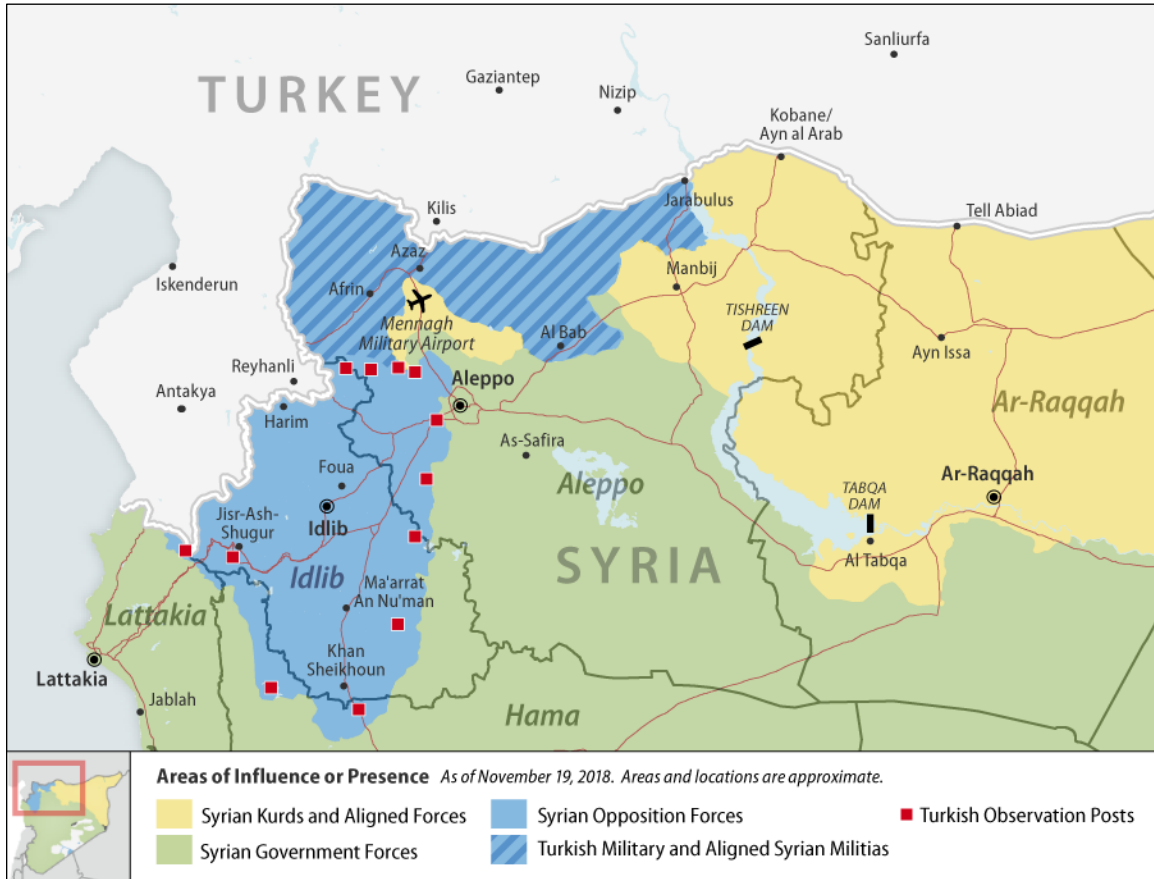 Sanliurfa
Gaziantep
TURKEY
Nizip
Kobane/
Ayn al Arab
Jarabulus
Kilis
Tell Abiad
Azaz
Iskenderun
Afrin
Manbij
Mennagh
Military Airport
Al Bab
TISHREEN
DAM
Ayn Issa
Reyhanli
Aleppo
Antakya
Harim
Ar-Raqqah
As-Safira
Foua
Aleppo
Ar-Raqqah
TABQA
DAM
Idlib
Jisr-Ash-
Shugur
SYRIA
Al Tabqa
Idlib
Ma'arrat
An Nu'man
Lattakia
Khan
Sheikhoun
Lattakia
Jablah
Hama
Areas of Influence or Presence As of November 19, 2018. Areas and locations are approximate.
Syrian Kurds and Aligned Forces
Syrian Opposition Forces
Turkish Observation Posts
Syrian Government Forces
Turkish Military and Aligned Syrian Militias